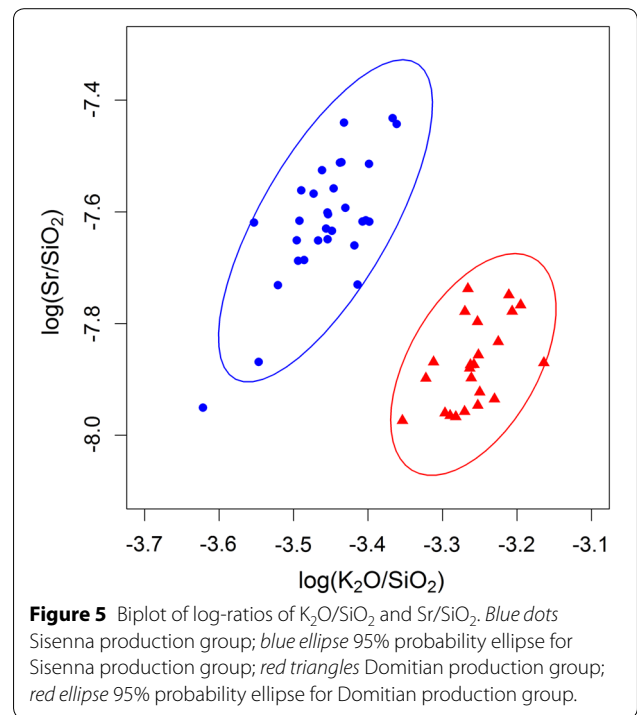 -7.4
-7.6
-7.8
-8.0
log(Sr/SiO₂)
-3.7 -3.6 -3.5 -3.4 -3.3 -3.2 -3.1
log(K₂O/SiO₂)
Figure 5 Biplot of log-ratios of K₂O/SiO₂ and Sr/SiO₂. Blue dots
Sisenna production group; blue ellipse 95% probability ellipse for
Sisenna production group; red triangles Domitian production group;
red ellipse 95% probability ellipse for Domitian production group.